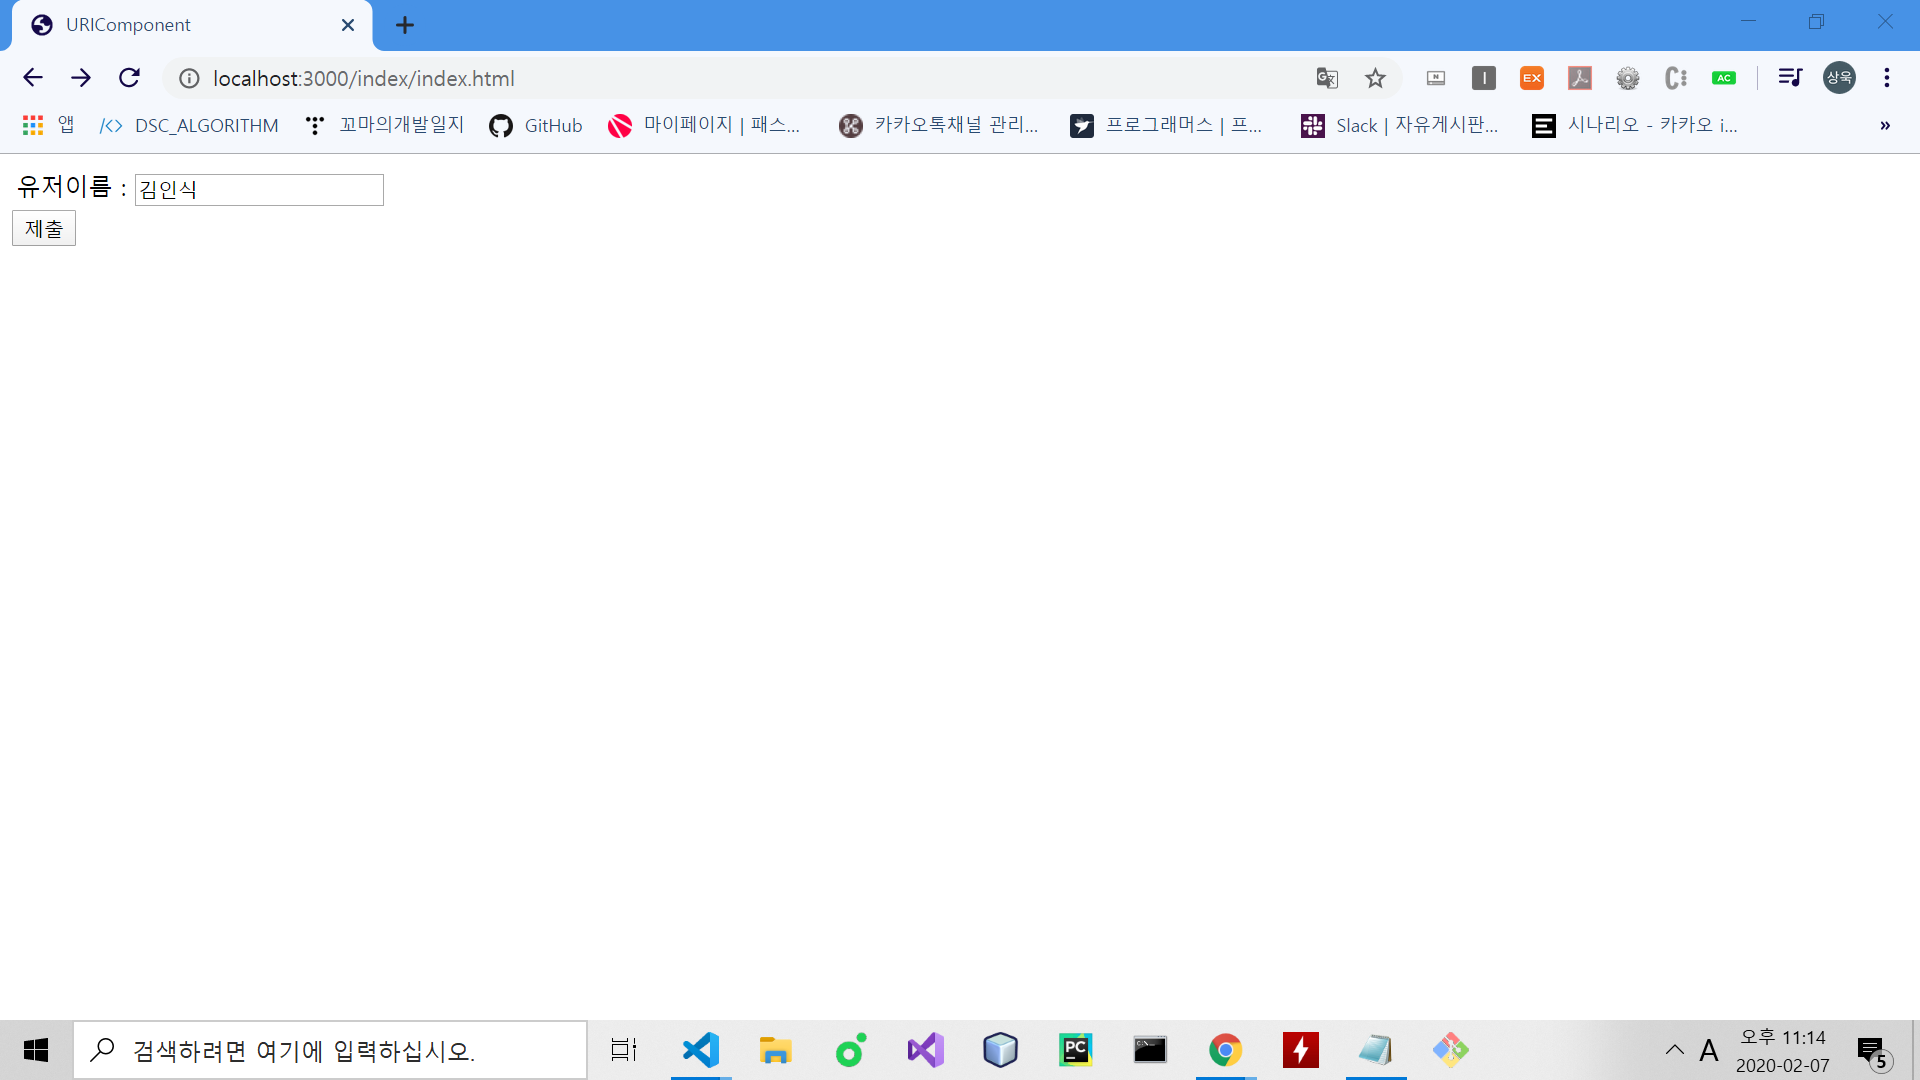 URIComponent
localhost:3000/index/index.html
EX
AC
상욱
앱 DSC_ALGORITHM 꼬마의개발일지 GitHub 마이페이지 | 패스... 카카오톡채널 관리... 프로그래머스 | 프... Slack | 자유게시판... 시나리오 - 카카오 i... »
유저이름 : 김인식
제출
검색하려면 여기에 입력하십시오.
PC
A
오후 11:14
2020-02-07
5